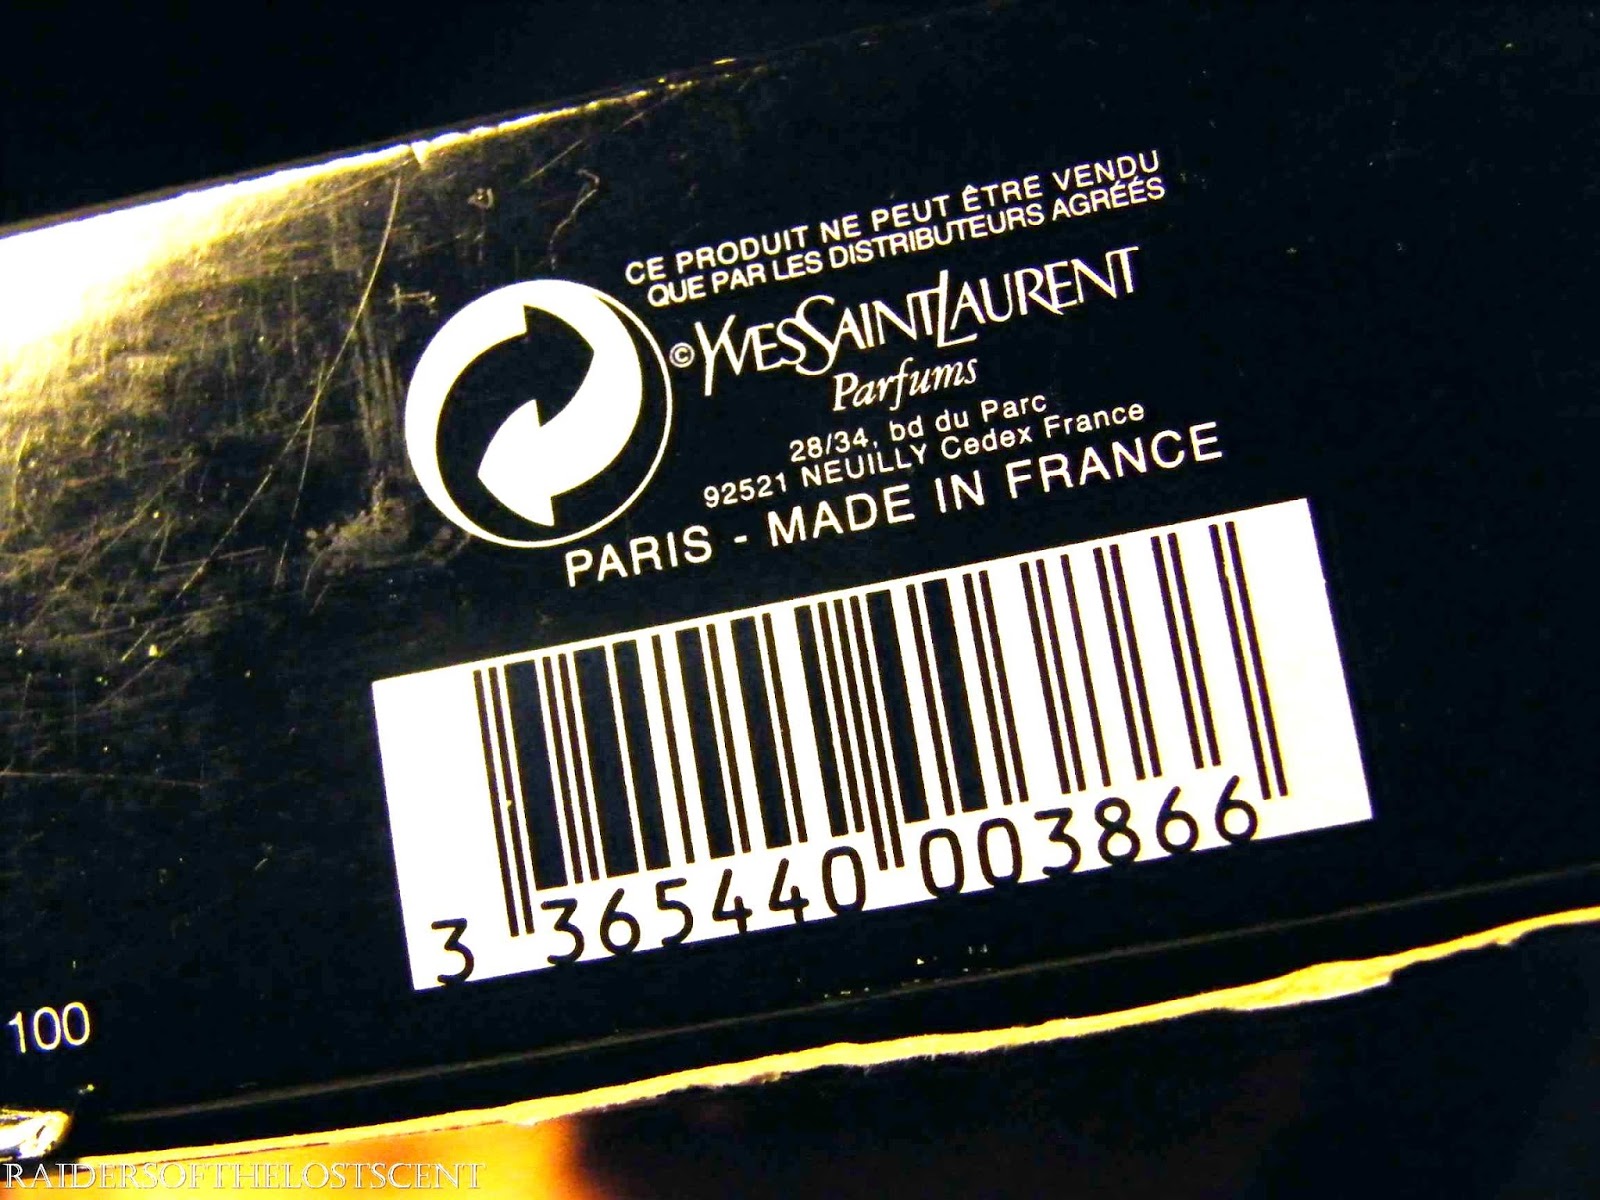 CE PRODUIT NE PEUT ÊTRE VENDU
QUE PAR LES DISTRIBUTEURS AGRÉÉS
© YVESSAINTLAURENT
Parfums
28/34, bd du Parc
92521 NEUILLY Cedex France
PARIS - MADE IN FRANCE
3 365440 003866
100
RAIDERSOFTHELOSTSCENT